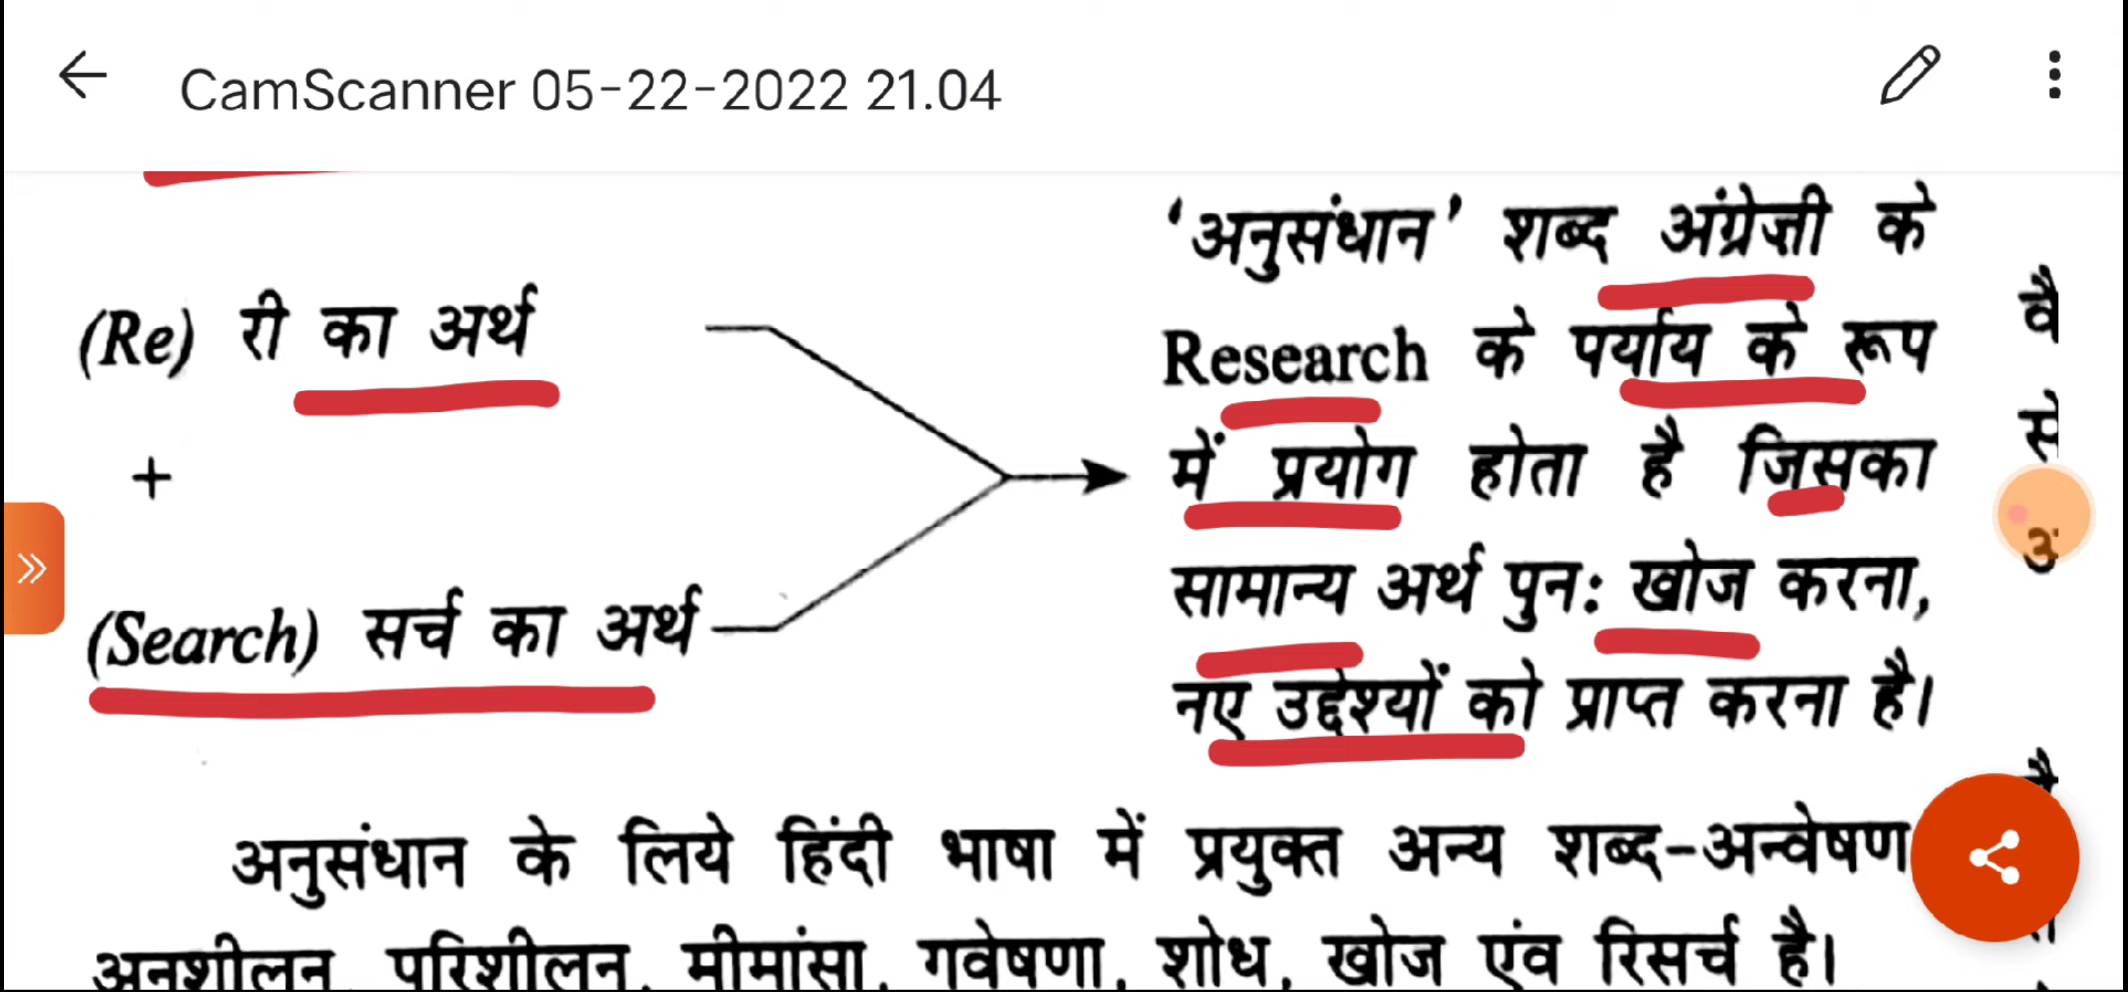 CamScanner 05-22-2022 21.04
(Re) री का अर्थ
+
(Search) सर्च का अर्थ
‘अनुसंधान’ शब्द अंग्रेज़ी के
Research के पर्याय के रूप
में प्रयोग होता है जिसका
सामान्य अर्थ पुनः खोज करना,
नए उद्देश्यों को प्राप्त करना है।
अनुसंधान के लिये हिंदी भाषा में प्रयुक्त अन्य शब्द-अन्वेषण
अनुशीलन, परिशीलन, मीमांसा, गवेषणा, शोध, खोज एंव रिसर्च है।